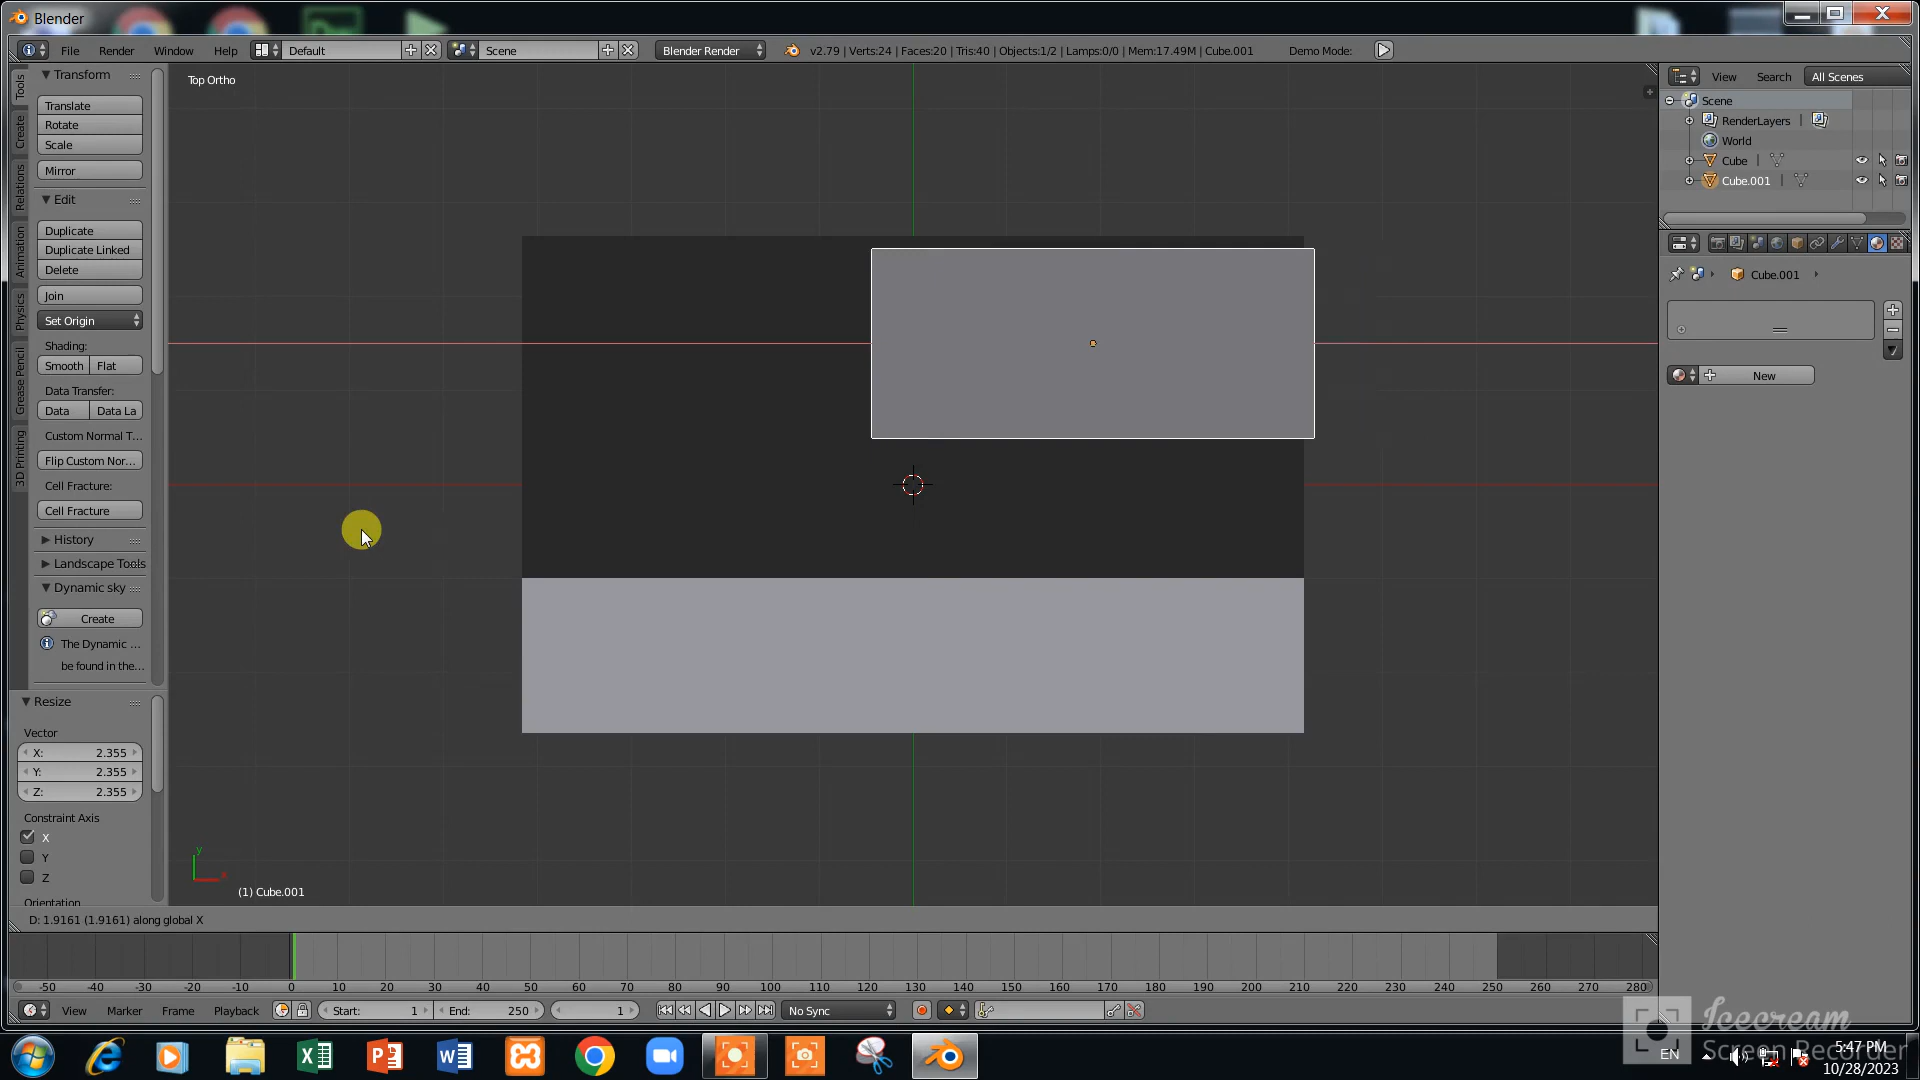 Blender
File Render Window Help Default Scene Blender Render v2.79 | Verts:24 | Faces:20 | Tris:40 | Objects:1/2 | Lamps:0/0 | Mem:17.49M | Cube.001 Demo Mode:
Tools
Create
Relations
Animation
Physics
Grease Pencil
3D Printing
Transform
Translate
Rotate
Scale
Mirror
Edit
Duplicate
Duplicate Linked
Delete
Join
Set Origin
Shading:
Smooth Flat
Data Transfer:
Data Data La
Custom Normal T...
Flip Custom Nor...
Cell Fracture:
Cell Fracture
History
Landscape Tools
Dynamic sky
Create
The Dynamic ...
be found in the...
Resize
Vector
X: 2.355
Y: 2.355
Z: 2.355
Constraint Axis
X
Y
Z
Orientation
Top Ortho
y
x
(1) Cube.001
D: 1.9161 (1.9161) along global X
View Search All Scenes
Scene
RenderLayers
World
Cube
Cube.001
Cube.001
New
-50 -40 -30 -20 -10 0 10 20 30 40 50 60 70 80 90 100 110 120 130 140 150 160 170 180 190 200 210 220 230 240 250 260 270 280
View Marker Frame Playback Start: 1 End: 250 1 No Sync
Icecream
Screen Recorder
EN
5:47 PM
10/28/2023